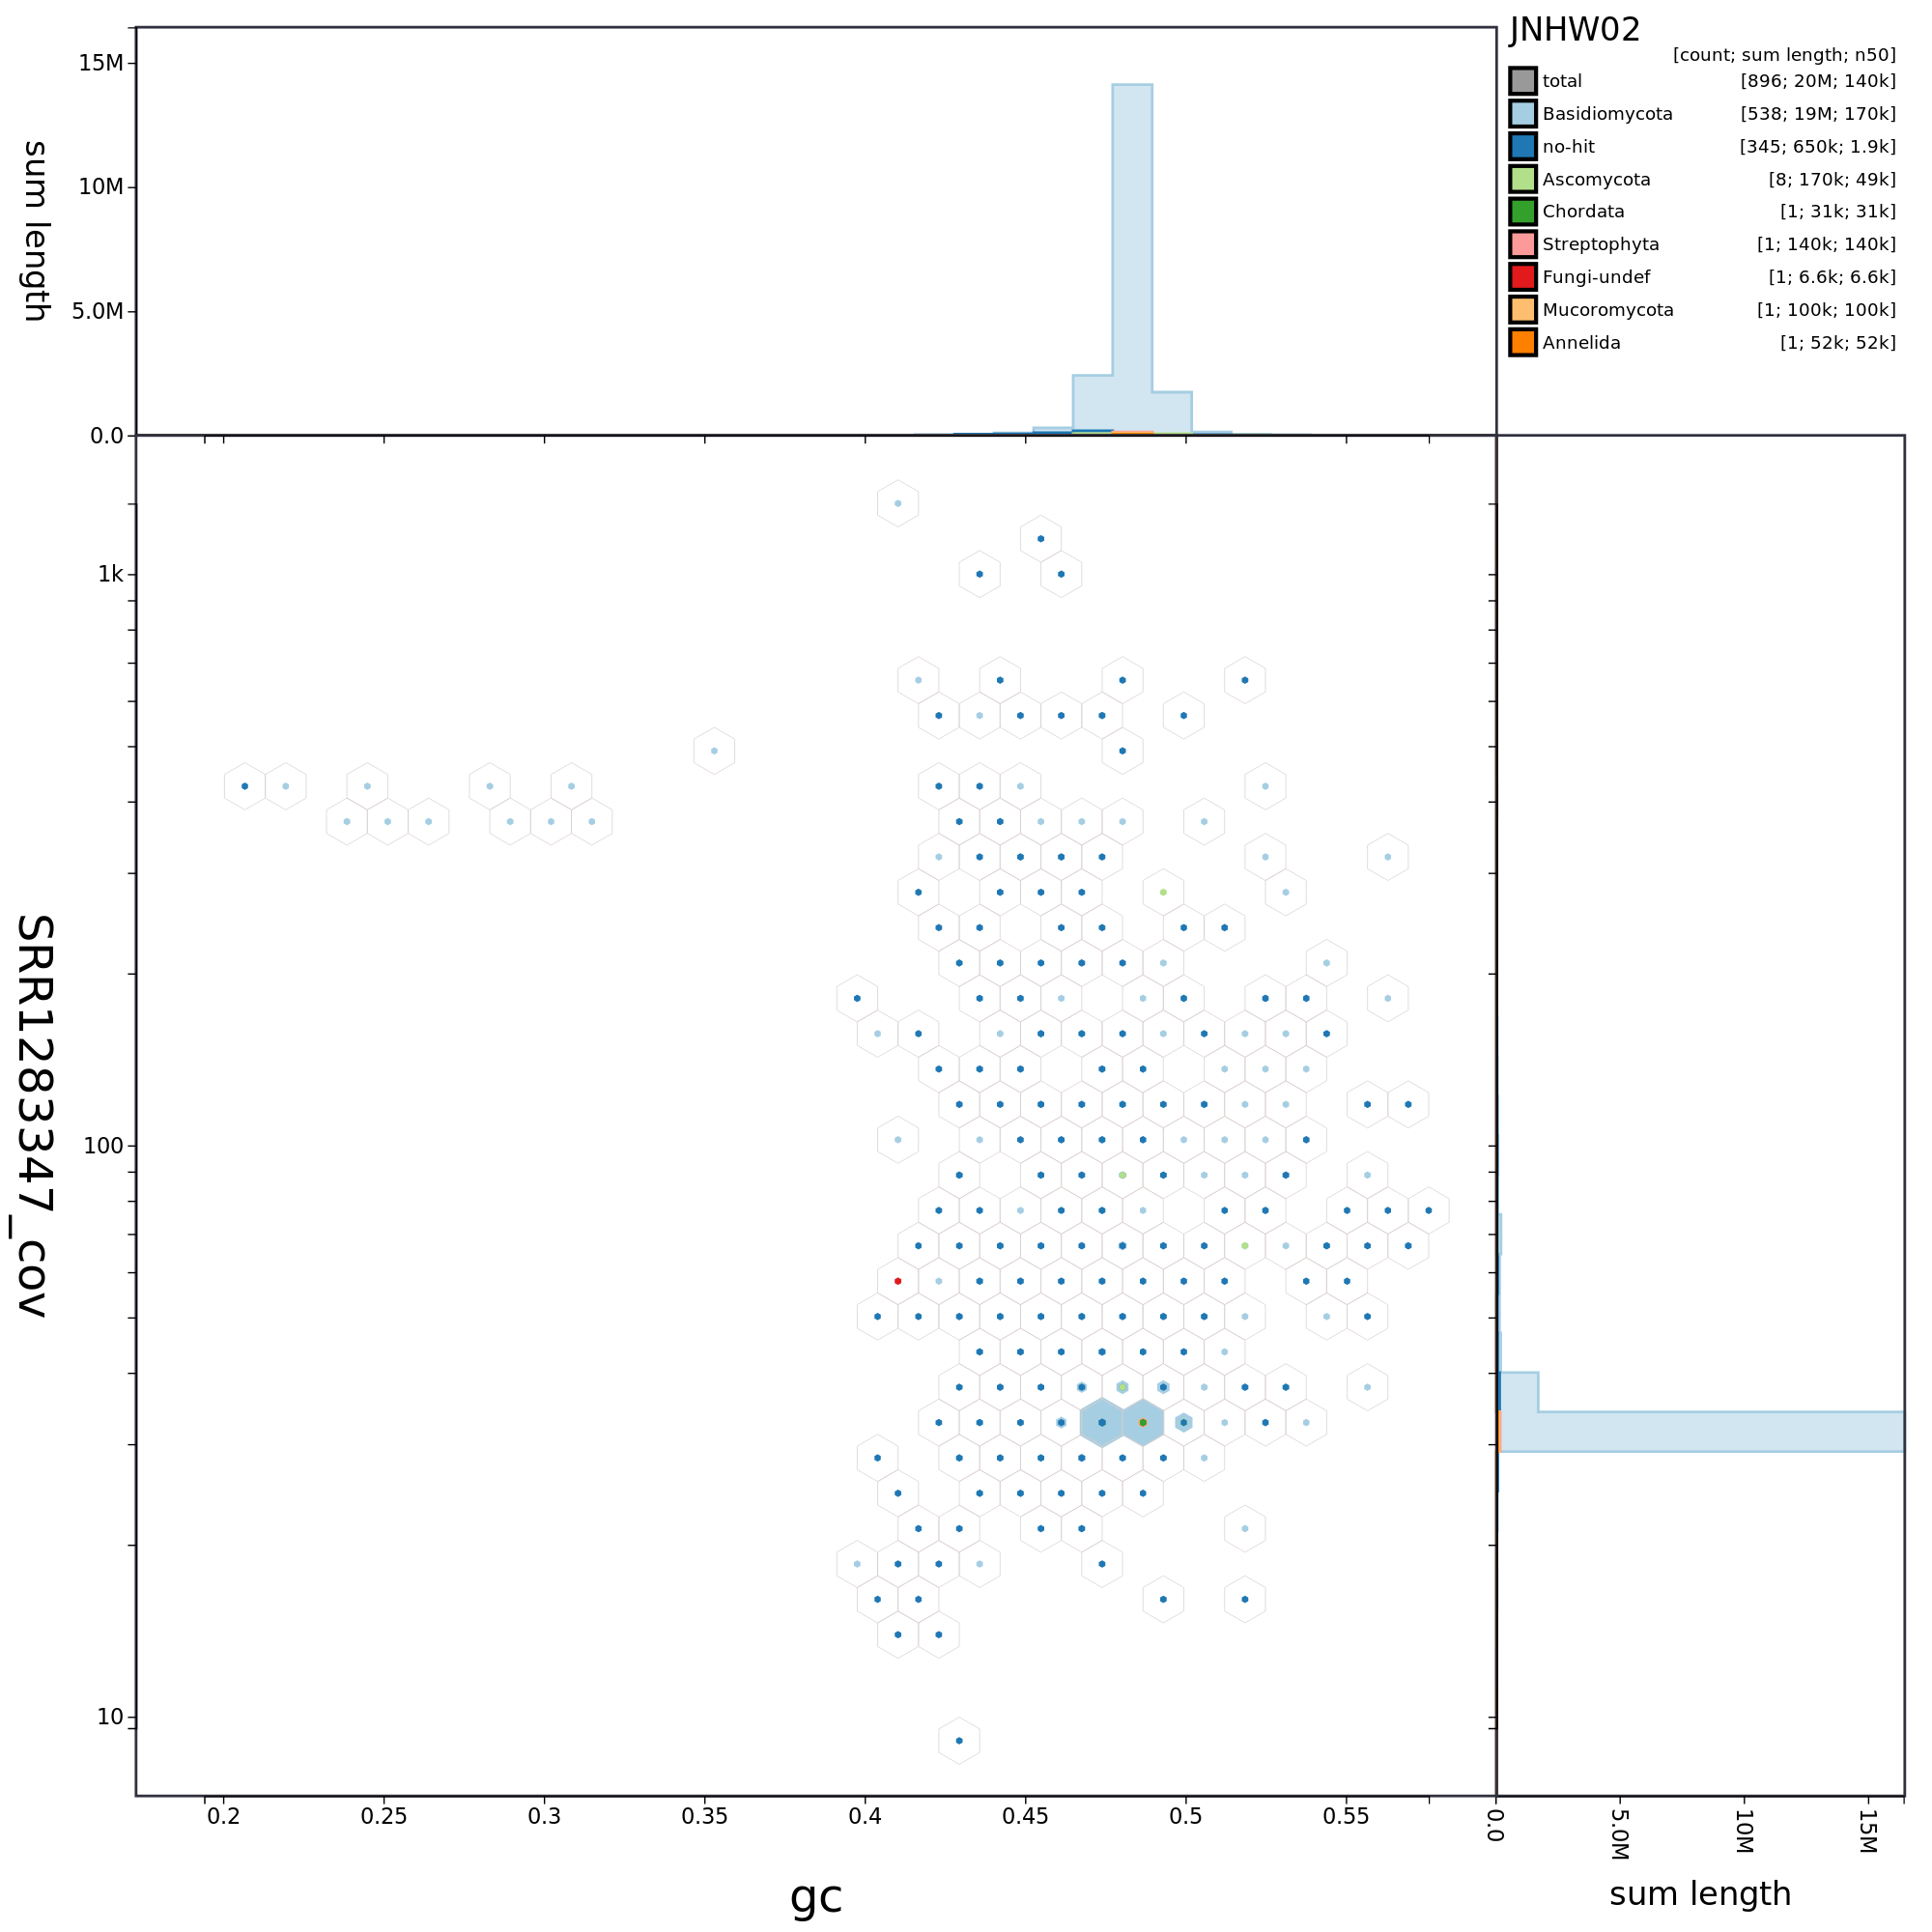 JNHW02
[count; sum length; n50]
total [896; 20M; 140k]
Basidiomycota [538; 19M; 170k]
no-hit [345; 650k; 1.9k]
Ascomycota [8; 170k; 49k]
Chordata [1; 31k; 31k]
Streptophyta [1; 140k; 140k]
Fungi-undef [1; 6.6k; 6.6k]
Mucoromycota [1; 100k; 100k]
Annelida [1; 52k; 52k]
sum length
15M
10M
5.0M
0.0
SRR1283347_cov
1k
100
10
0.2 0.25 0.3 0.35 0.4 0.45 0.5 0.55
gc
0.0 5.0M 10M 15M
sum length